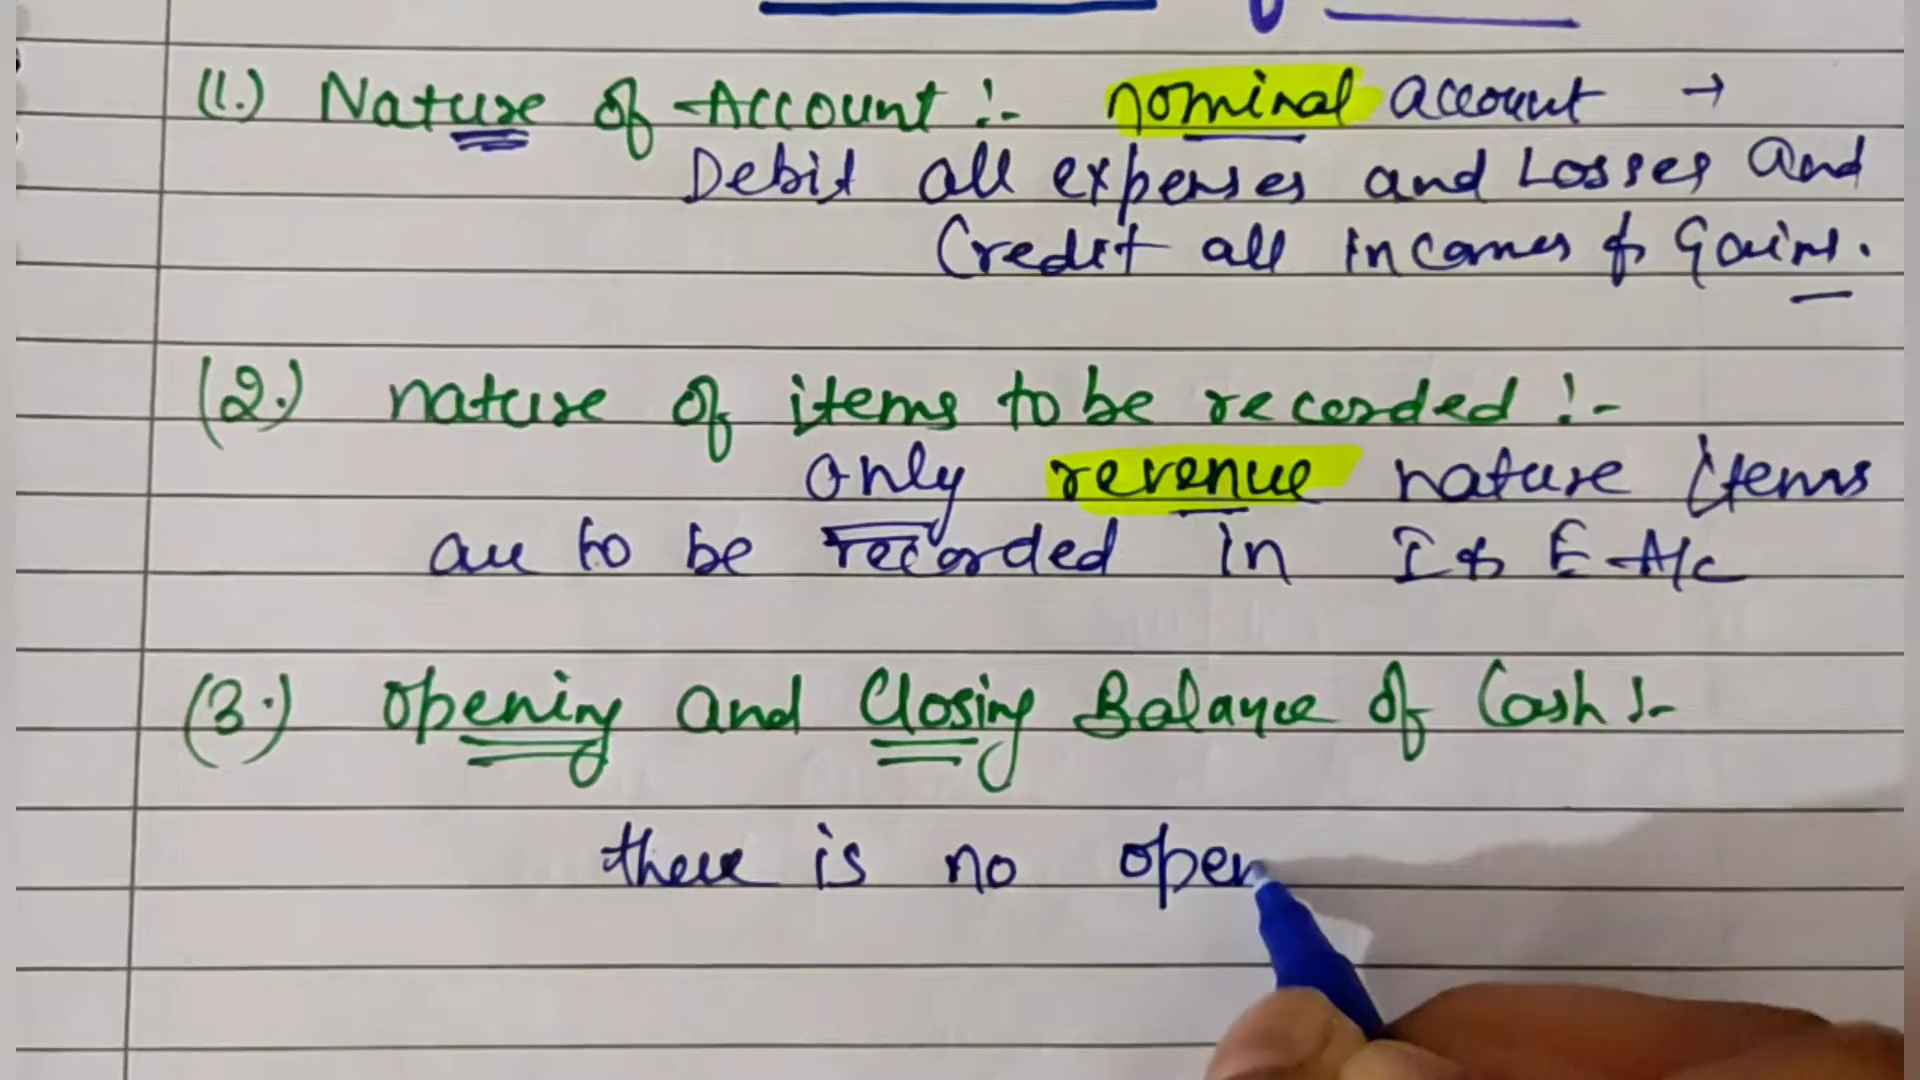 (1.) Nature of Account :- nominal account →
Debit all expenses and Losses and
Credit all incomes & Gains.
(2.) nature of items to be recorded :-
only revenue nature items
are to be recorded in I & E A/c
(3.) opening and Closing Balance of Cash :-
there is no open